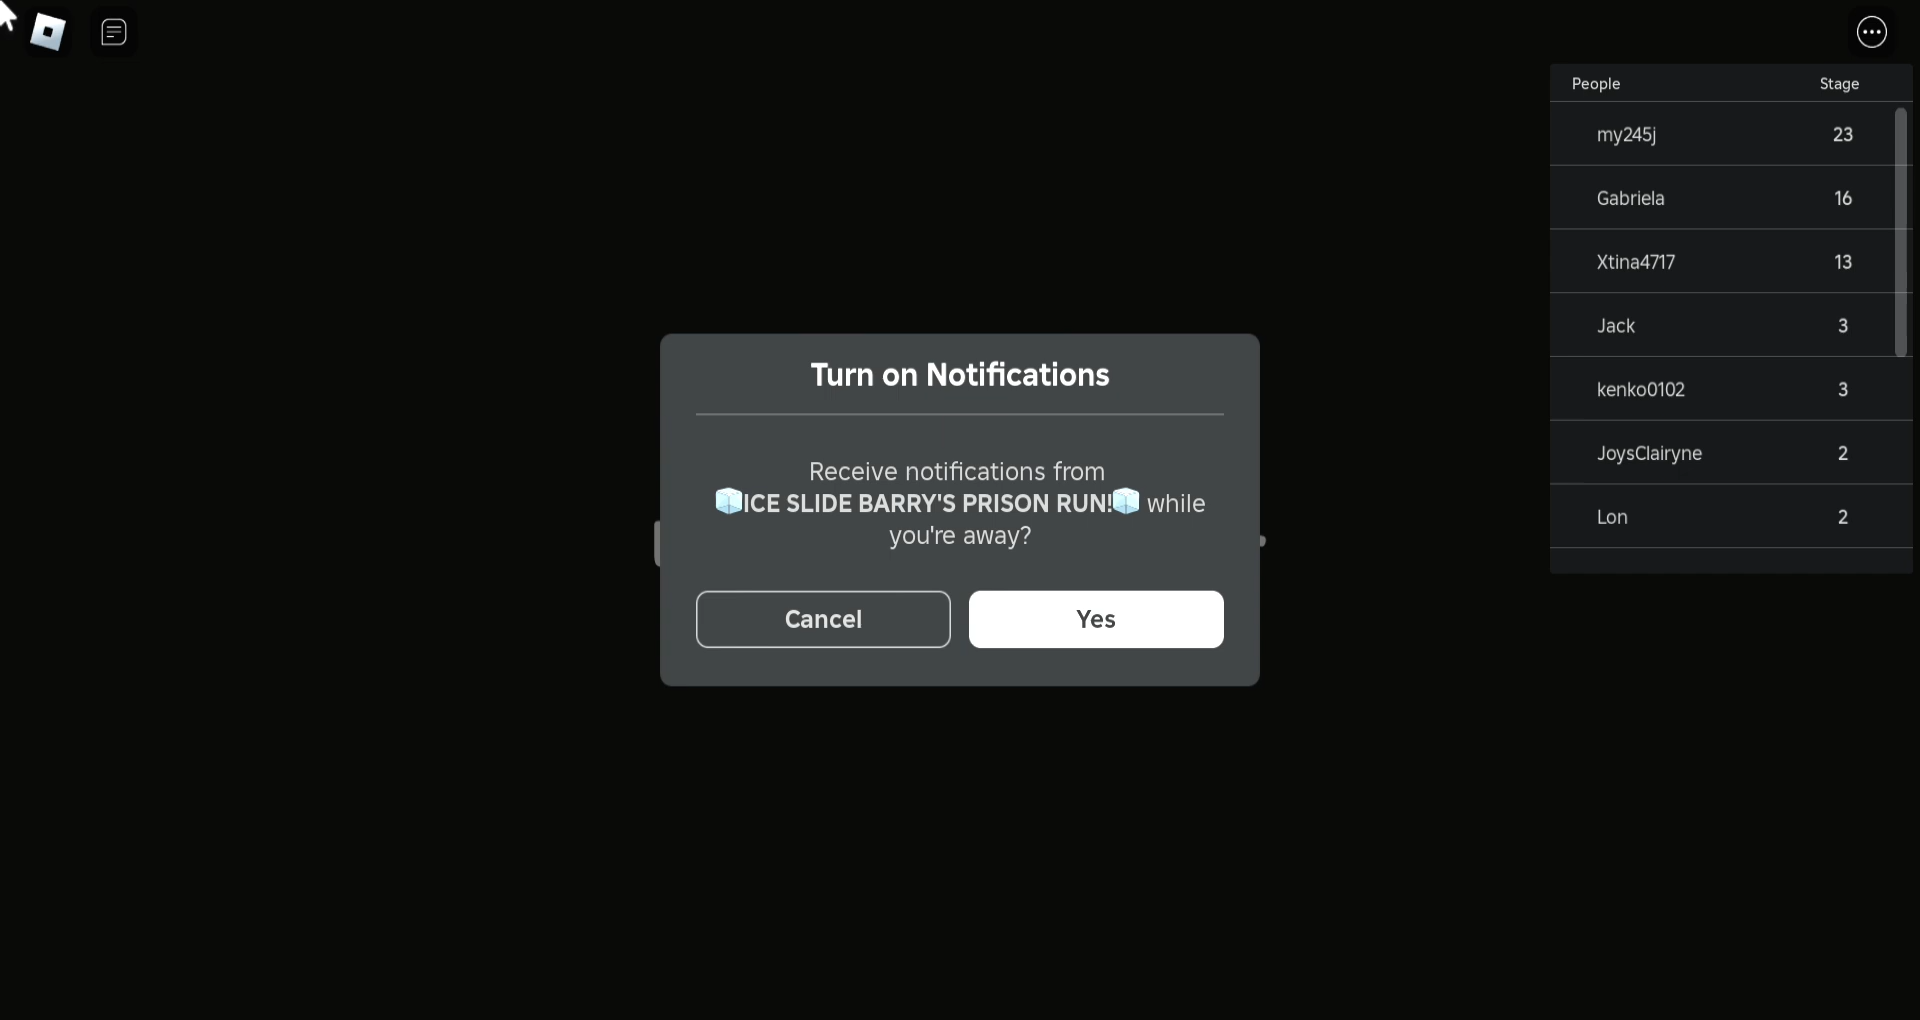 People Stage
my245j 23
Gabriela 16
Xtina4717 13
Jack 3
kenko0102 3
JoysClairyne 2
Lon 2
Turn on Notifications
Receive notifications from
🧊ICE SLIDE BARRY'S PRISON RUN!🧊 while
you're away?
Cancel Yes